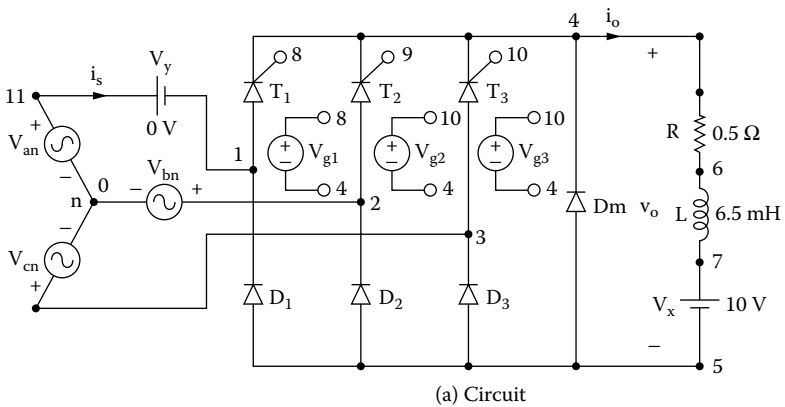 4
i_o
8
9
10
+
V_y
i_s
11
T_1
T_2
T_3
0 V
8
10
10
R
0.5 Ω
+
V_an
−
1
+
−
V_g1
+
−
V_g2
+
−
V_g3
6
0
V_bn
4
4
4
n
−
+
2
Dm
v_o
L
6.5 mH
−
3
V_cn
+
7
D_1
D_2
D_3
V_x
10 V
−
5
(a) Circuit